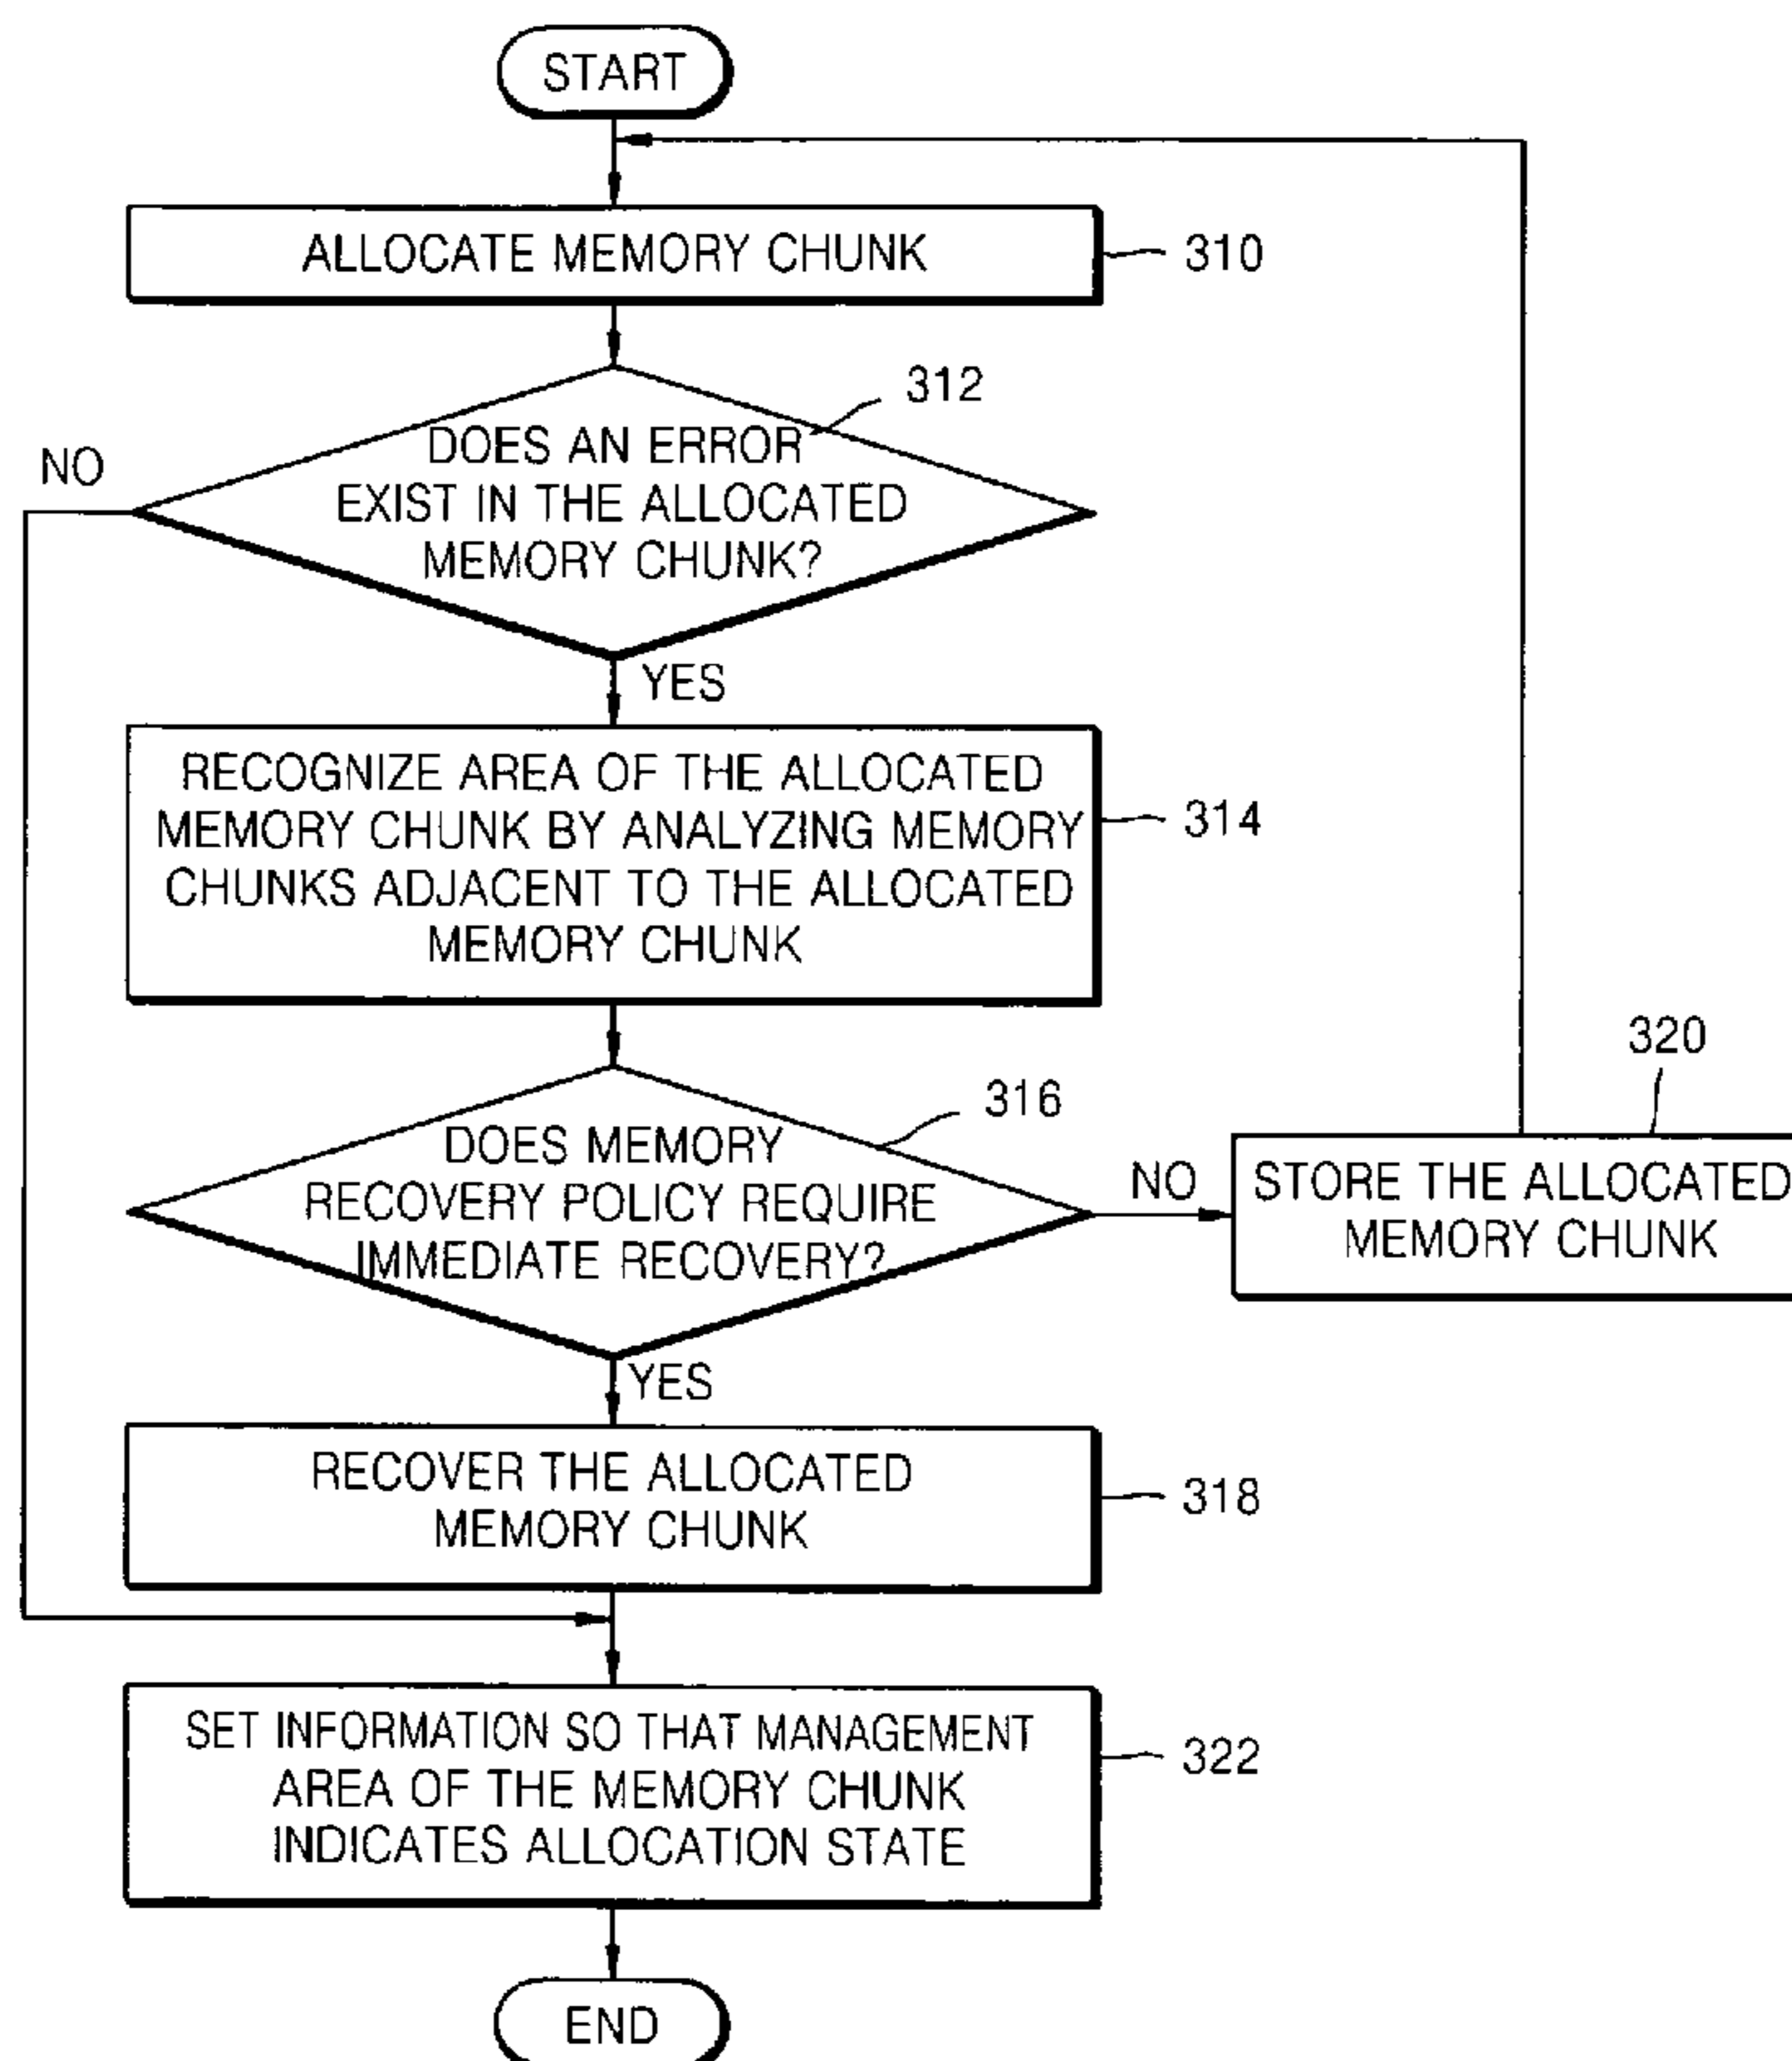 START
ALLOCATE MEMORY CHUNK
310
312
DOES AN ERROR
EXIST IN THE ALLOCATED
MEMORY CHUNK?
NO
YES
RECOGNIZE AREA OF THE ALLOCATED
MEMORY CHUNK BY ANALYZING MEMORY
CHUNKS ADJACENT TO THE ALLOCATED
MEMORY CHUNK
314
316
DOES MEMORY
RECOVERY POLICY REQUIRE
IMMEDIATE RECOVERY?
NO
320
STORE THE ALLOCATED
MEMORY CHUNK
YES
RECOVER THE ALLOCATED
MEMORY CHUNK
318
SET INFORMATION SO THAT MANAGEMENT
AREA OF THE MEMORY CHUNK
INDICATES ALLOCATION STATE
322
END